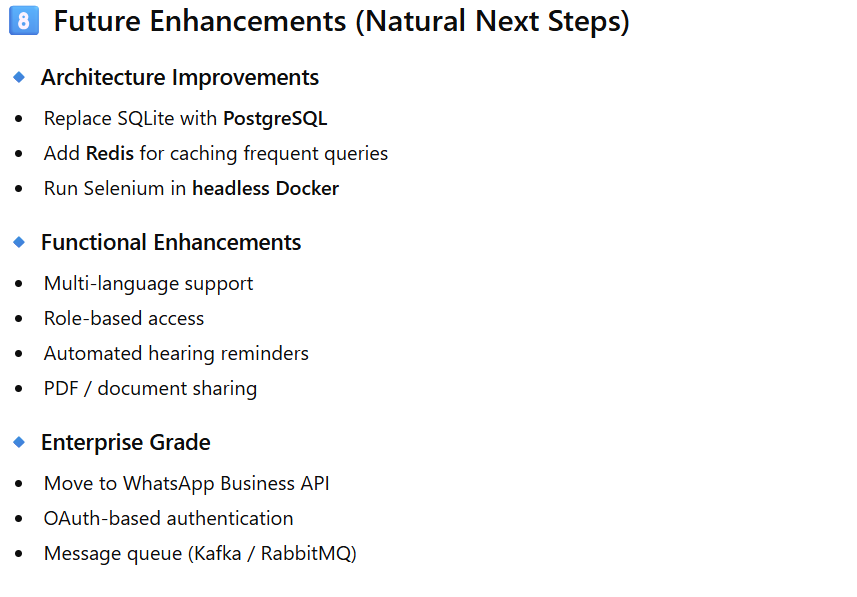 8 Future Enhancements (Natural Next Steps)
Architecture Improvements
Replace SQLite with PostgreSQL
Add Redis for caching frequent queries
Run Selenium in headless Docker
Functional Enhancements
Multi-language support
Role-based access
Automated hearing reminders
PDF / document sharing
Enterprise Grade
Move to WhatsApp Business API
OAuth-based authentication
Message queue (Kafka / RabbitMQ)